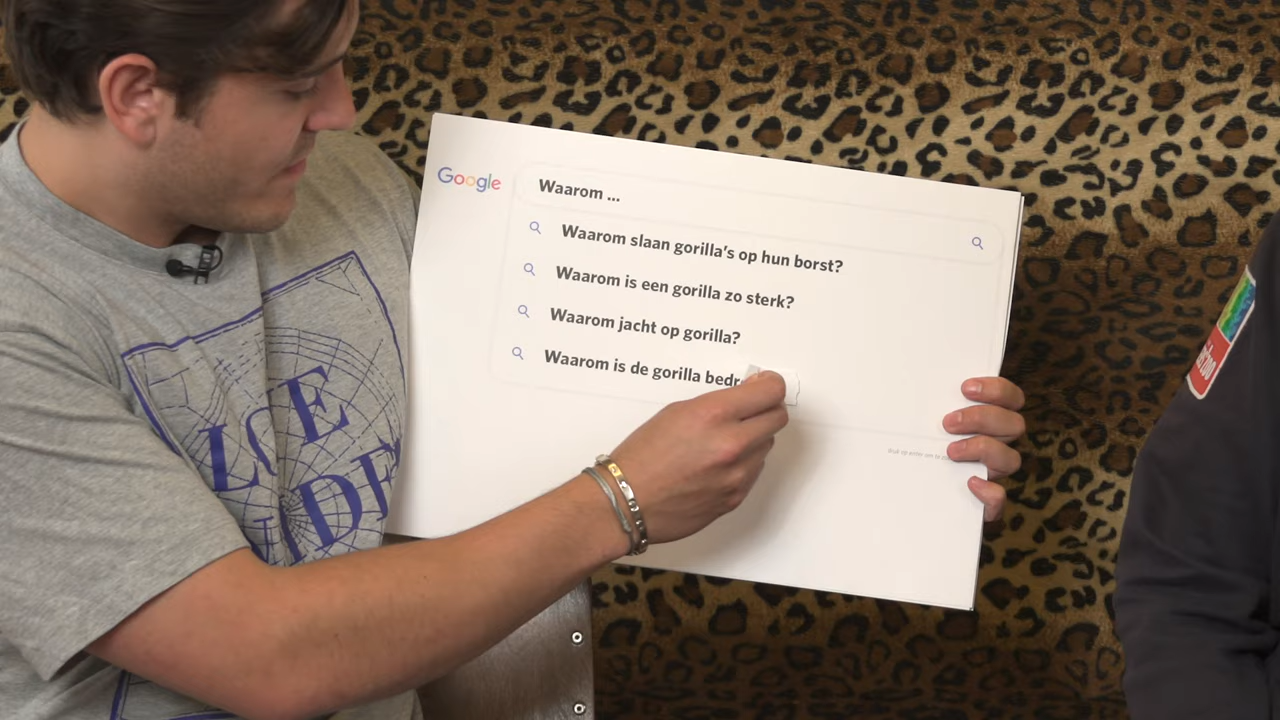 Google
Waarom ...
Waarom slaan gorilla's op hun borst?
Waarom is een gorilla zo sterk?
Waarom jacht op gorilla?
Waarom is de gorilla bedr